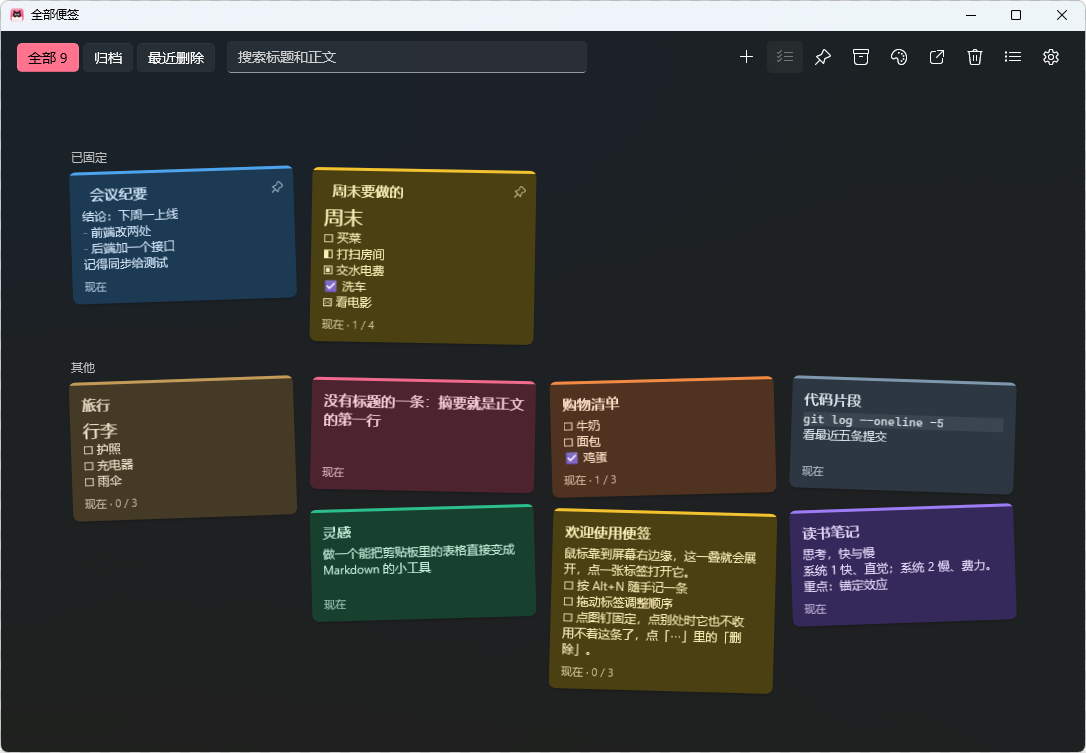 全部便签
全部 9
归档
最近删除
搜索标题和正文
已固定
会议纪要
结论：下周一上线
- 前端改两处
- 后端加一个接口
记得同步给测试
现在
周末要做的
周末
☐ 买菜
◧ 打扫房间
▣ 交水电费
☑ 洗车
☒ 看电影
现在 · 1 / 4
其他
旅行
行李
☐ 护照
☐ 充电器
☐ 雨伞
现在 · 0 / 3
没有标题的一条：摘要就是正文
的第一行
现在
购物清单
☐ 牛奶
☐ 面包
☑ 鸡蛋
现在 · 1 / 3
代码片段
git log --oneline -5
看最近五条提交
现在
灵感
做一个能把剪贴板里的表格直接变成
Markdown 的小工具
现在
欢迎使用便签
鼠标靠到屏幕右边缘，这一叠就会展
开，点一张标签打开它。
☐ 按 Alt+N 随手记一条
☐ 拖动标签调整顺序
☐ 点图钉固定，点别处时它也不收
用不着这条了，点「⋯」里的「删
除」。
现在 · 0 / 3
读书笔记
思考，快与慢
系统 1 快、直觉；系统 2 慢、费力。
重点：锚定效应
现在